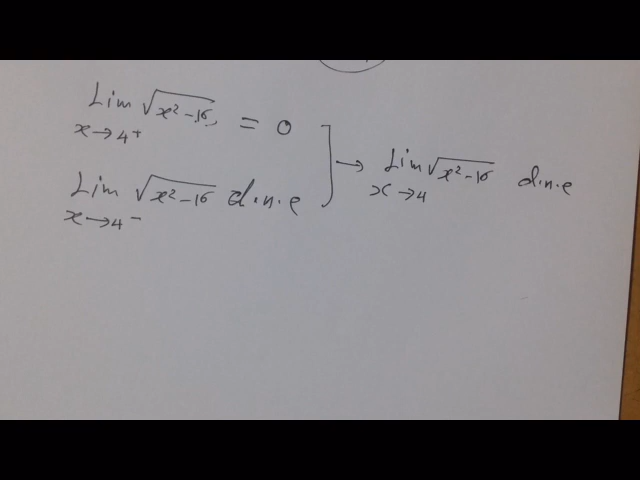 Lim √(x²-16) = 0
x→4+
Lim √(x²-16) d.n.e
x→4-
→ Lim √(x²-16) d.n.e
x→4